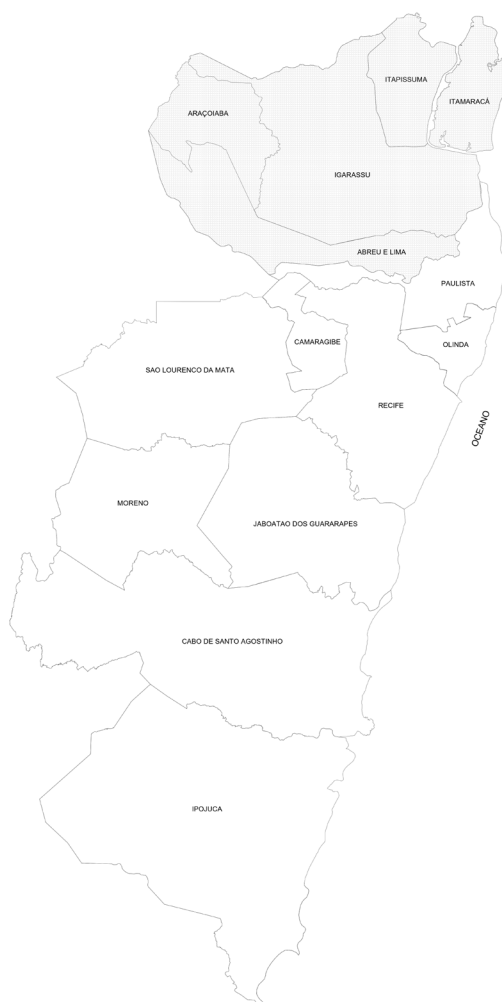 ITAPISSUMA
ITAMARACÁ
ARAÇOIABA
IGARASSU
ABREU E LIMA
PAULISTA
CAMARAGIBE
OLINDA
SAO LOURENCO DA MATA
RECIFE
OCEANO
MORENO
JABOATAO DOS GUARARAPES
CABO DE SANTO AGOSTINHO
IPOJUCA